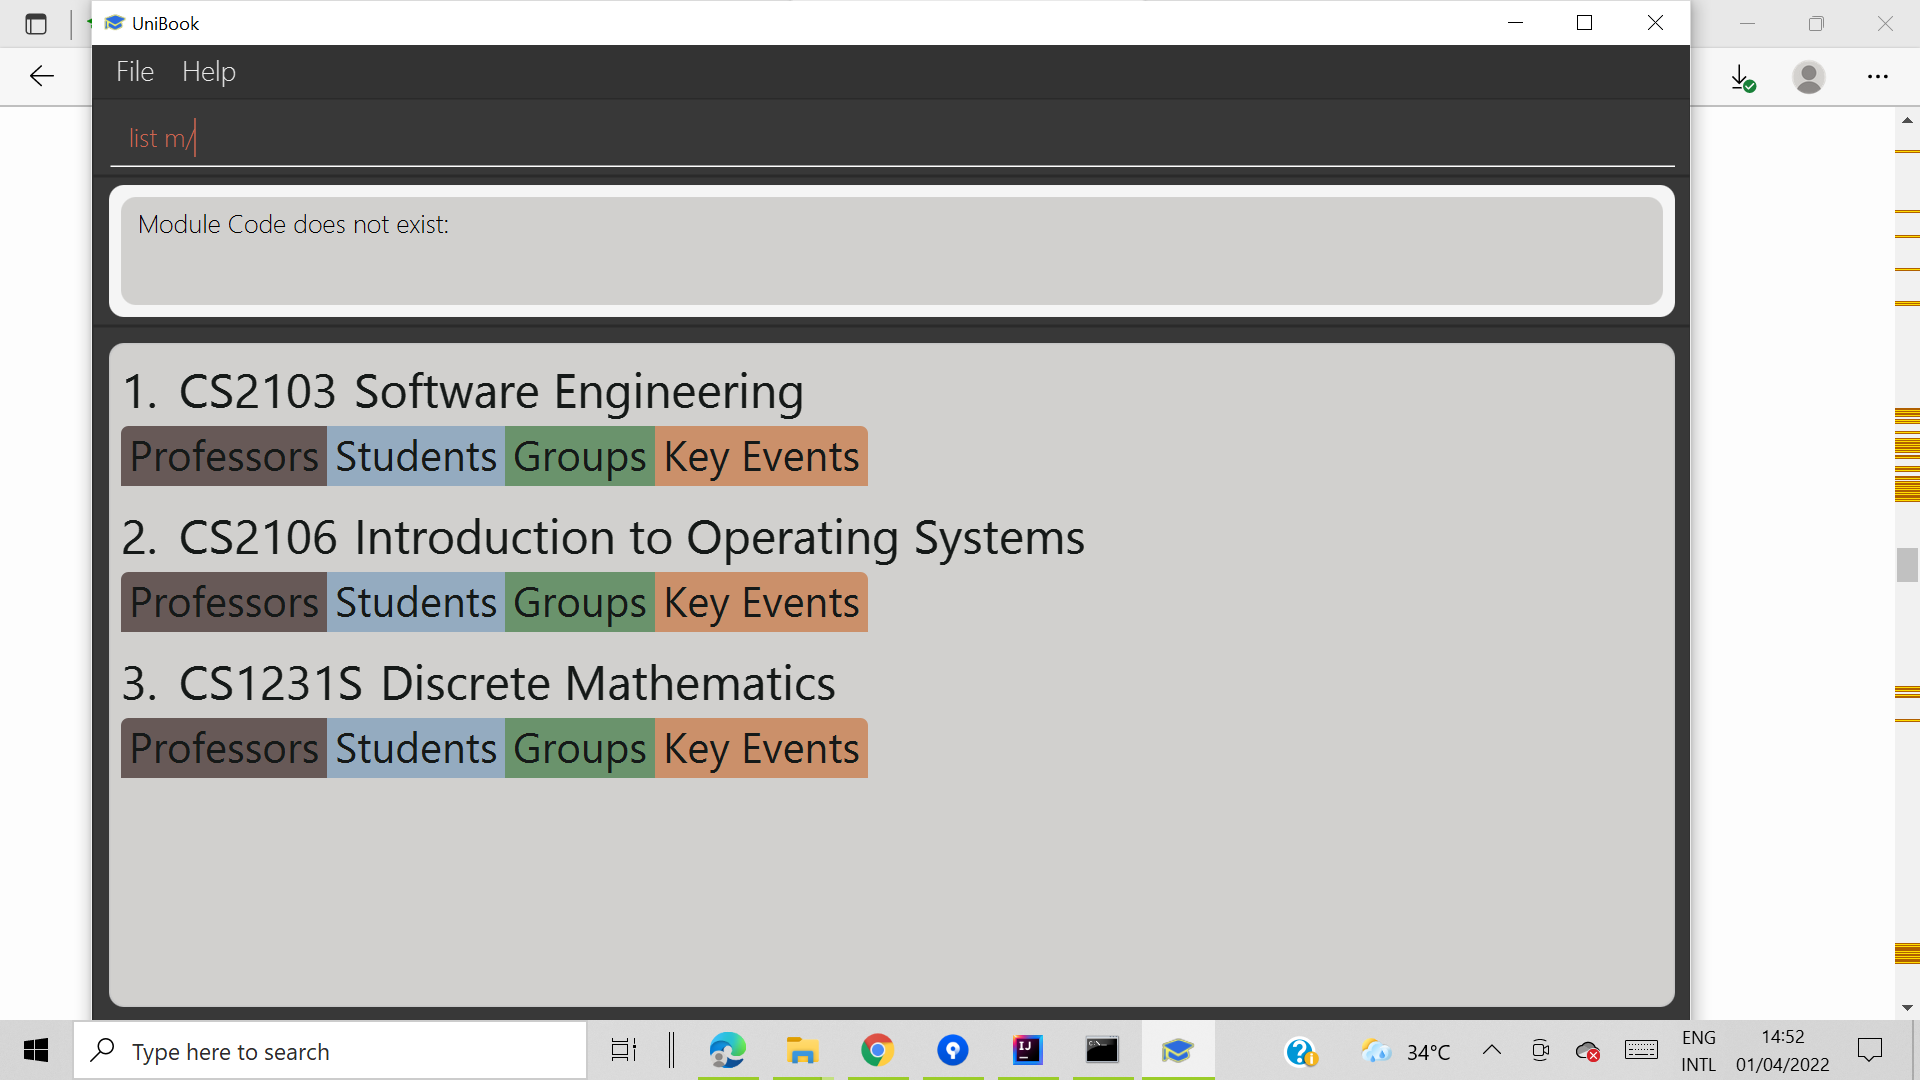 UniBook
File Help
list m/
Module Code does not exist:
1. CS2103 Software Engineering
Professors Students Groups Key Events
2. CS2106 Introduction to Operating Systems
Professors Students Groups Key Events
3. CS1231S Discrete Mathematics
Professors Students Groups Key Events
Type here to search
34°C
ENG
INTL
14:52
01/04/2022